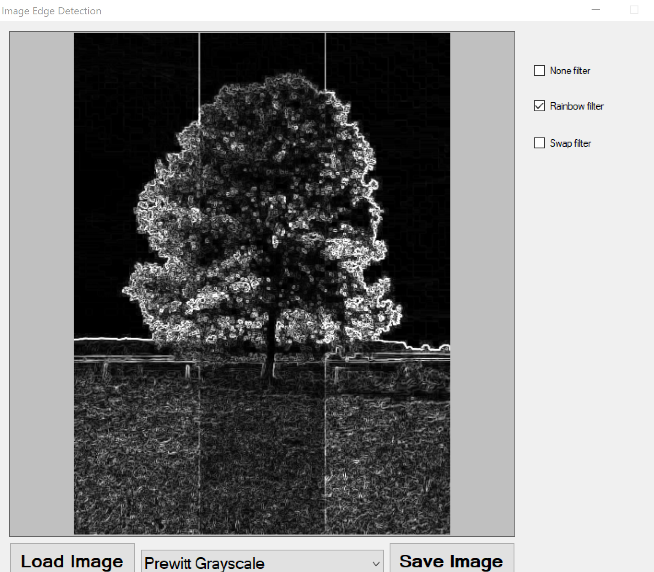 Image Edge Detection
None filter
Rainbow filter
Swap filter
Load Image
Prewitt Grayscale
Save Image